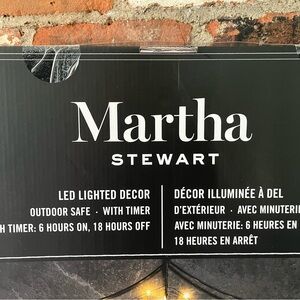 Martha
STEWART
LED LIGHTED DECOR
OUTDOOR SAFE · WITH TIMER
H TIMER: 6 HOURS ON, 18 HOURS OFF
DÉCOR ILLUMINÉE À DEL
D'EXTÉRIEUR · AVEC MINUTERI
AVEC MINUTERIE: 6 HEURES EN
18 HEURES EN ARRÊT